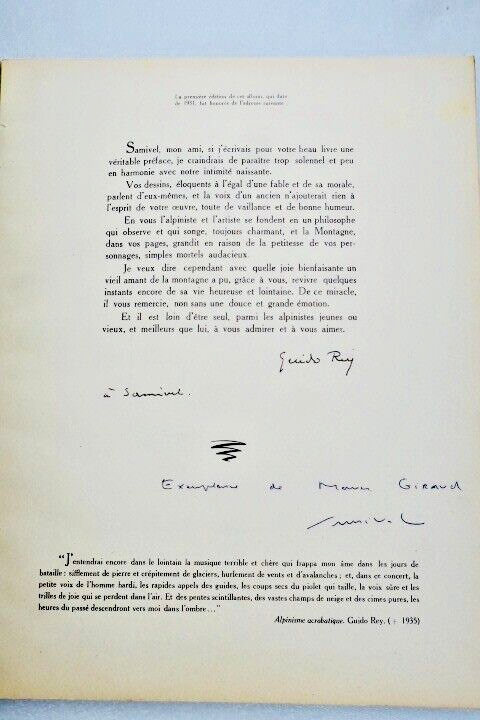 La première édition de cet album, qui date
de 1931, fut honorée de l'adresse suivante
Samivel, mon ami, si j'écrivais pour votre beau livre une
véritable préface, je craindrais de paraître trop solennel et peu
en harmonie avec notre intimité naissante.
Vos dessins, éloquents à l'égal d'une fable et de sa morale,
parlent d'eux-mêmes, et la voix d'un ancien n'ajouterait rien à
l'esprit de votre œuvre, toute de vaillance et de bonne humeur.
En vous l'alpiniste et l'artiste se fondent en un philosophe
qui observe et qui songe, toujours charmant, et la Montagne,
dans vos pages, grandit en raison de la petitesse de vos per-
sonnages, simples mortels audacieux.
Je veux dire cependant avec quelle joie bienfaisante un
vieil amant de la montagne a pu, grâce à vous, revivre quelques
instants encore de sa vie heureuse et lointaine. De ce miracle,
il vous remercie, non sans une douce et grande émotion.
Et il est loin d'être seul, parmi les alpinistes jeunes ou
vieux, et meilleurs que lui, à vous admirer et à vous aimer.
Guido Rey
à Samivel.
Exemplaire de GIRAUD
Samivel
"J'entendrai encore dans le lointain la musique terrible et chère qui frappa mon âme dans les jours de
bataille : sifflement de pierre et crépitement de glaciers, hurlement de vents et d'avalanches ; et, dans ce concert, la
petite voix de l'homme hardi, les rapides appels des guides, les coups secs du piolet qui taille, la voix sûre et les
trilles de joie qui se perdent dans l'air. Et des pentes scintillantes, des vastes champs de neige et des cimes pures, les
heures du passé descendront vers moi dans l'ombre..."
Alpinisme acrobatique. Guido Rey. († 1935)